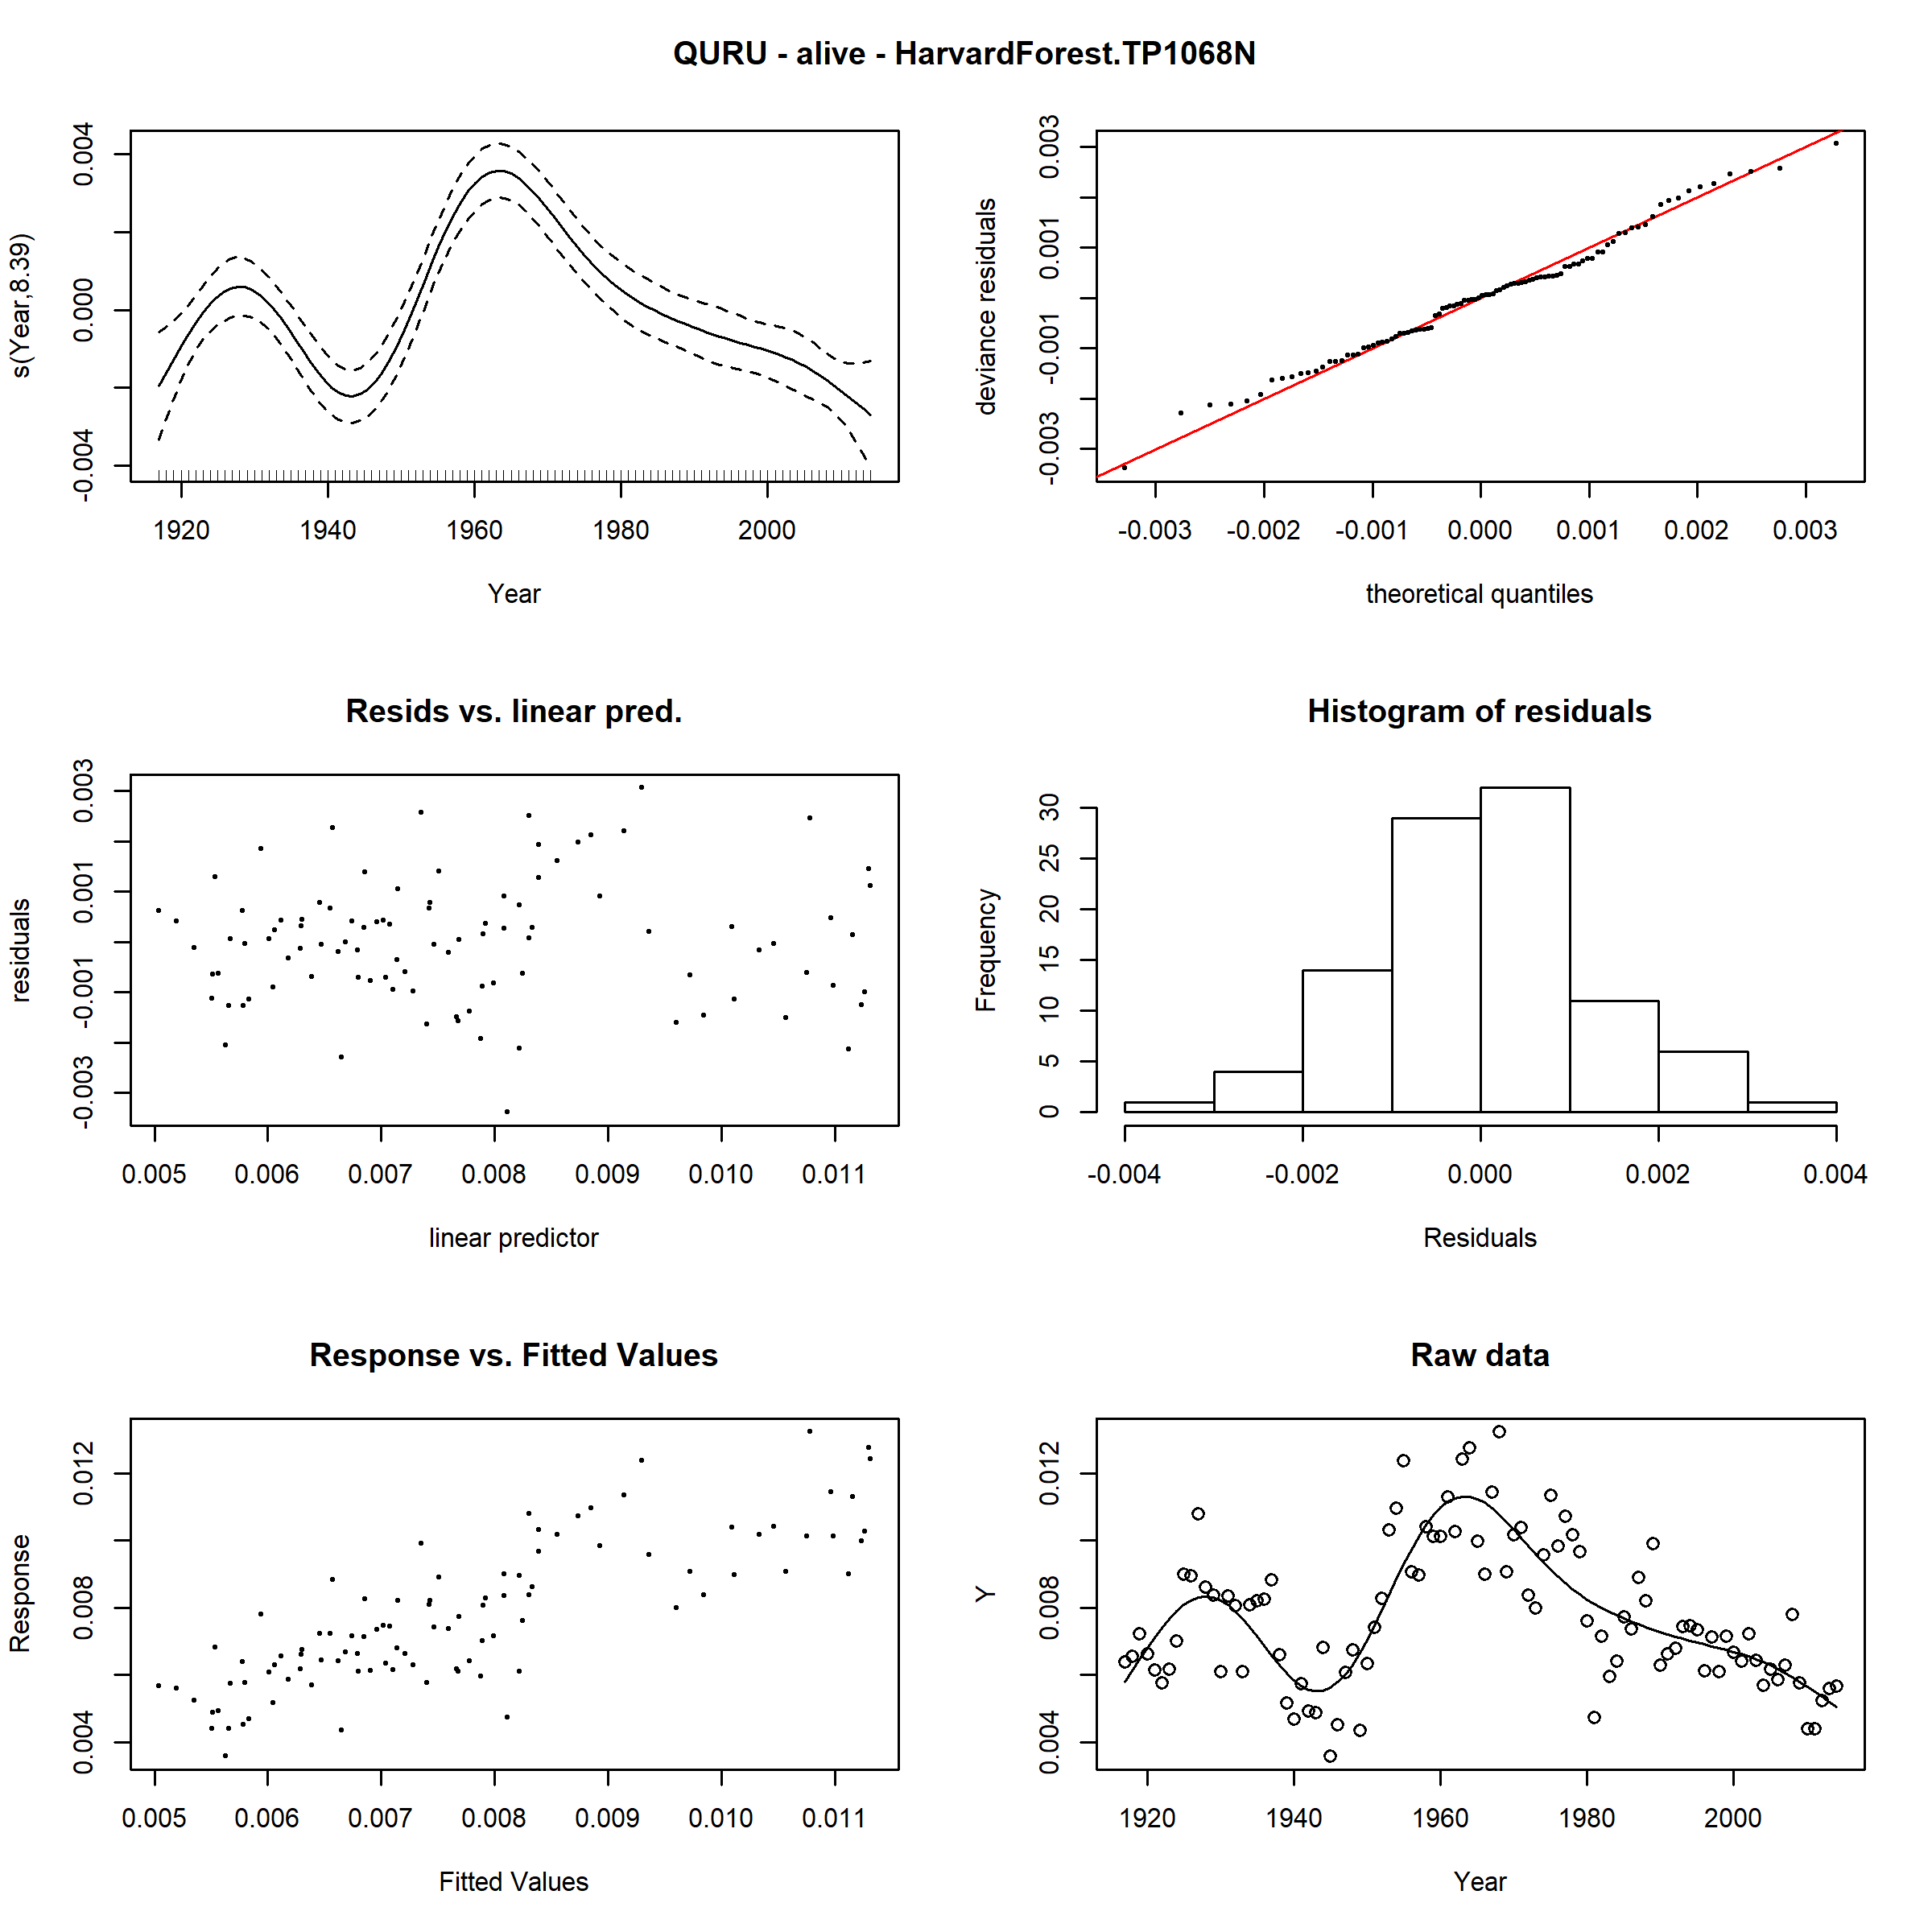 QURU - alive - HarvardForest.TP1068N
s(Year,8.39)
0.004
0.000
-0.004
1920 1940 1960 1980 2000
Year
deviance residuals
0.003
0.001
-0.001
-0.003
-0.003 -0.002 -0.001 0.000 0.001 0.002 0.003
theoretical quantiles
Resids vs. linear pred.
residuals
0.003
0.001
-0.001
-0.003
0.005 0.006 0.007 0.008 0.009 0.010 0.011
linear predictor
Histogram of residuals
Frequency
30
25
20
15
10
5
0
-0.004 -0.002 0.000 0.002 0.004
Residuals
Response vs. Fitted Values
Response
0.012
0.008
0.004
0.005 0.006 0.007 0.008 0.009 0.010 0.011
Fitted Values
Raw data
Y
0.012
0.008
0.004
1920 1940 1960 1980 2000
Year